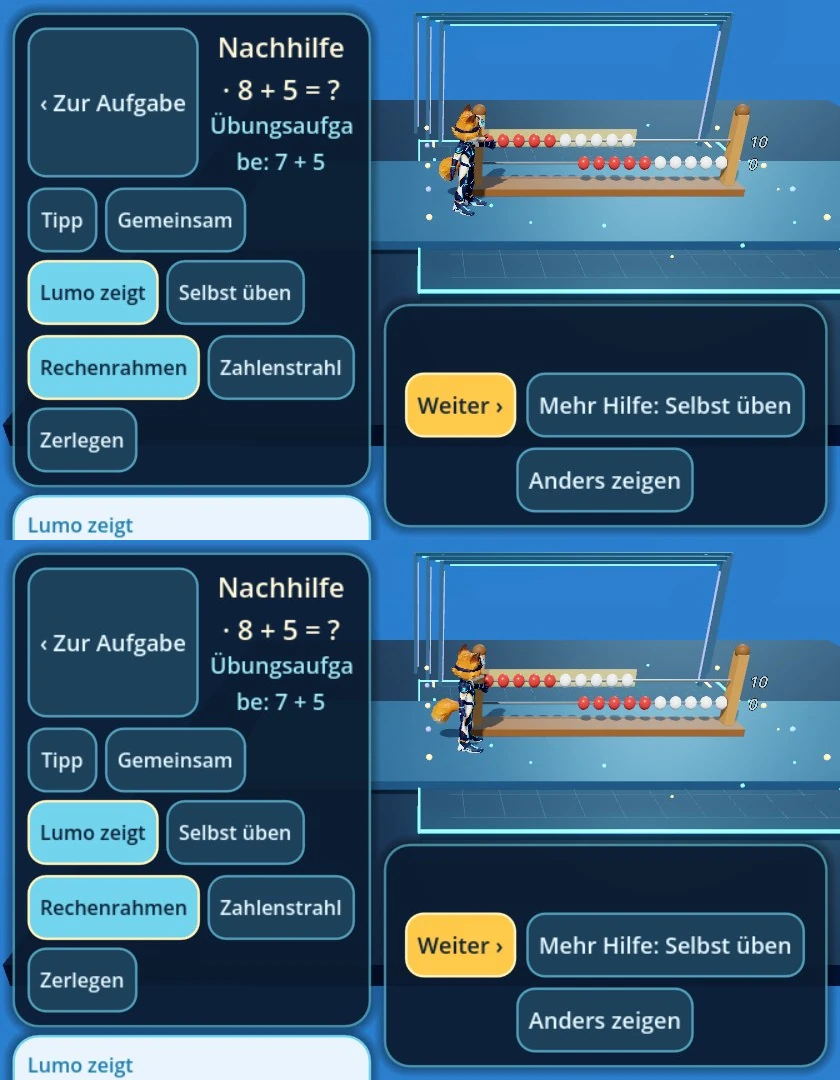 ‹ Zur Aufgabe
Nachhilfe
· 8 + 5 = ?
Übungsaufga
be: 7 + 5
Tipp
Gemeinsam
Lumo zeigt
Selbst üben
Rechenrahmen
Zahlenstrahl
Zerlegen
Lumo zeigt
10
Weiter ›
Mehr Hilfe: Selbst üben
Anders zeigen
‹ Zur Aufgabe
Nachhilfe
· 8 + 5 = ?
Übungsaufga
be: 7 + 5
Tipp
Gemeinsam
Lumo zeigt
Selbst üben
Rechenrahmen
Zahlenstrahl
Zerlegen
Lumo zeigt
10
Weiter ›
Mehr Hilfe: Selbst üben
Anders zeigen